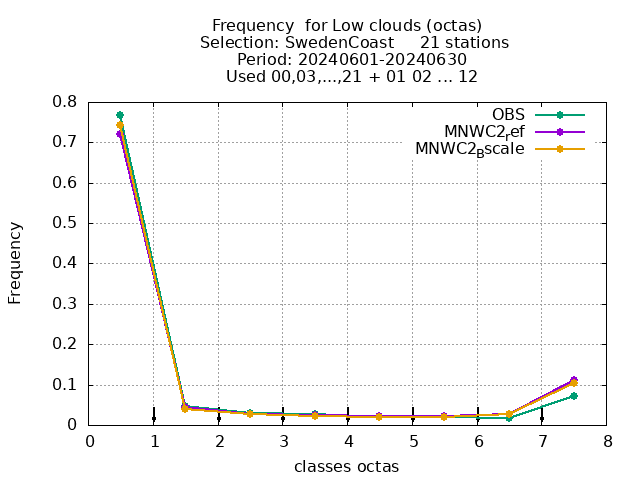 Frequency  for Low clouds (octas)
Selection: SwedenCoast     21 stations
Period: 20240601-20240630
Used 00,03,...,21 + 01 02 ... 12
OBS
MNWC2ref
MNWC2Bscale
0.8
0.7
0.6
0.5
0.4
0.3
0.2
0.1
0
Frequency
0 1 2 3 4 5 6 7 8
classes octas